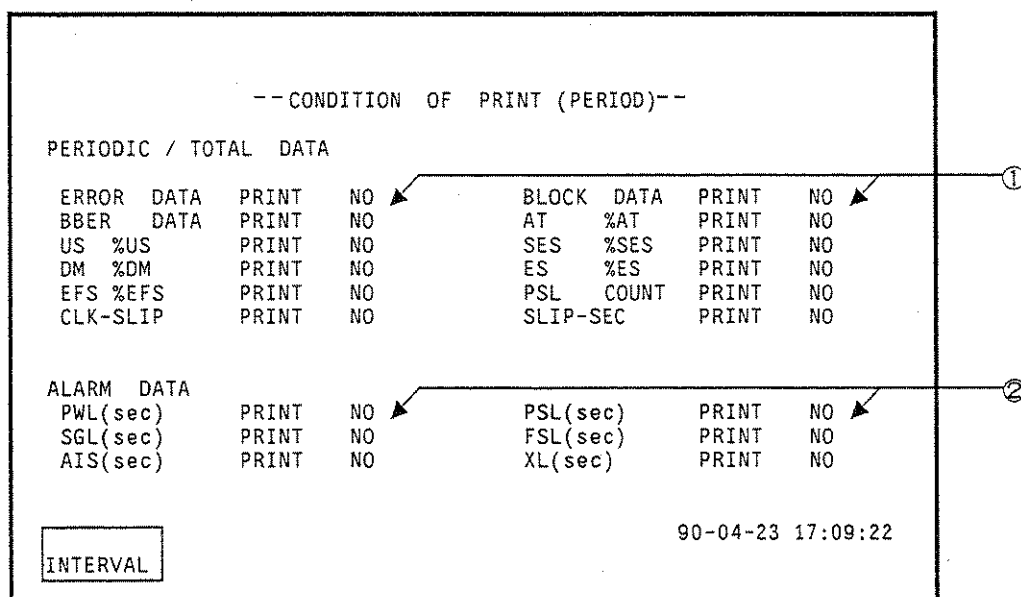 --CONDITION OF PRINT (PERIOD)--
PERIODIC / TOTAL DATA
①
ERROR DATA PRINT NO BLOCK DATA PRINT NO
BBER DATA PRINT NO AT %AT PRINT NO
US %US PRINT NO SES %SES PRINT NO
DM %DM PRINT NO ES %ES PRINT NO
EFS %EFS PRINT NO PSL COUNT PRINT NO
CLK-SLIP PRINT NO SLIP-SEC PRINT NO
ALARM DATA
②
PWL(sec) PRINT NO PSL(sec) PRINT NO
SGL(sec) PRINT NO FSL(sec) PRINT NO
AIS(sec) PRINT NO XL(sec) PRINT NO
90-04-23 17:09:22
INTERVAL